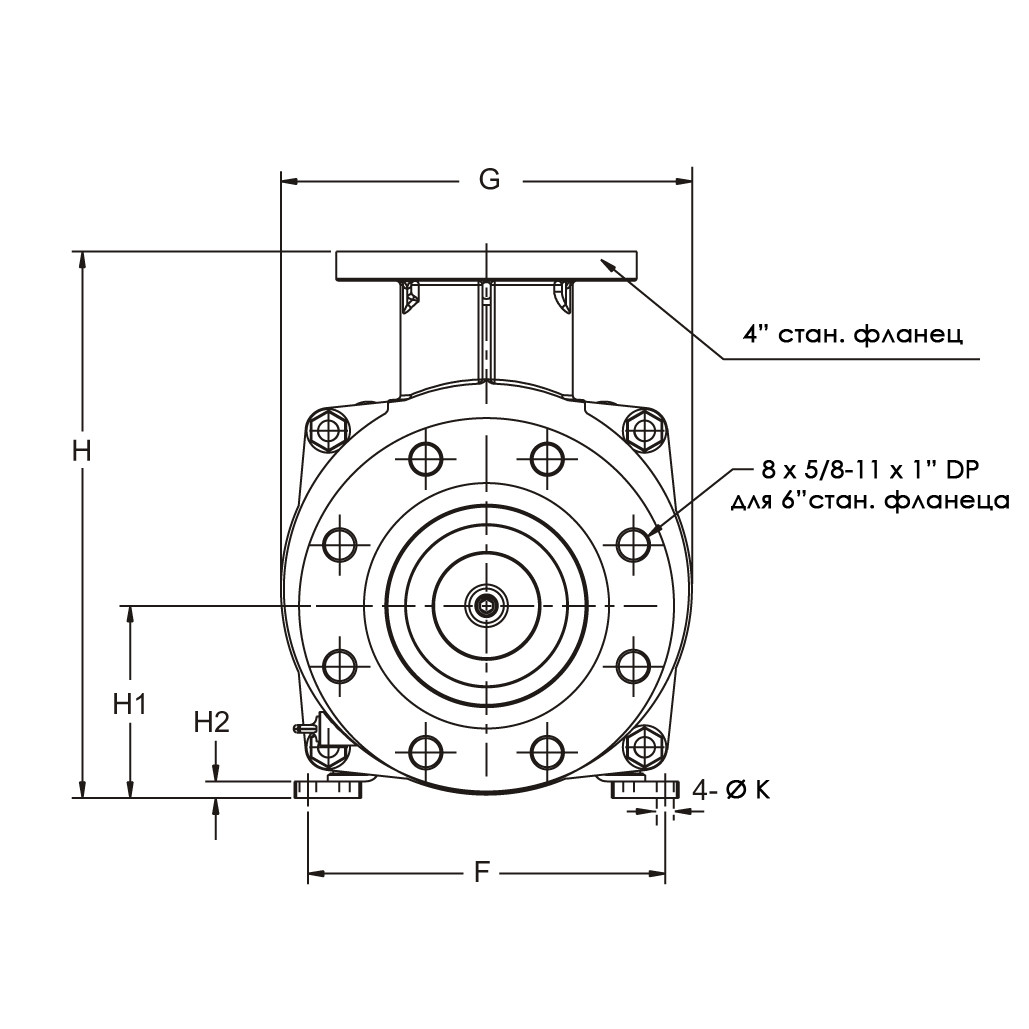 G
4” стан. фланец
H
8 x 5/8-11 x 1” DP
для 6”стан. фланеца
H1
H2
4- Ø K
F